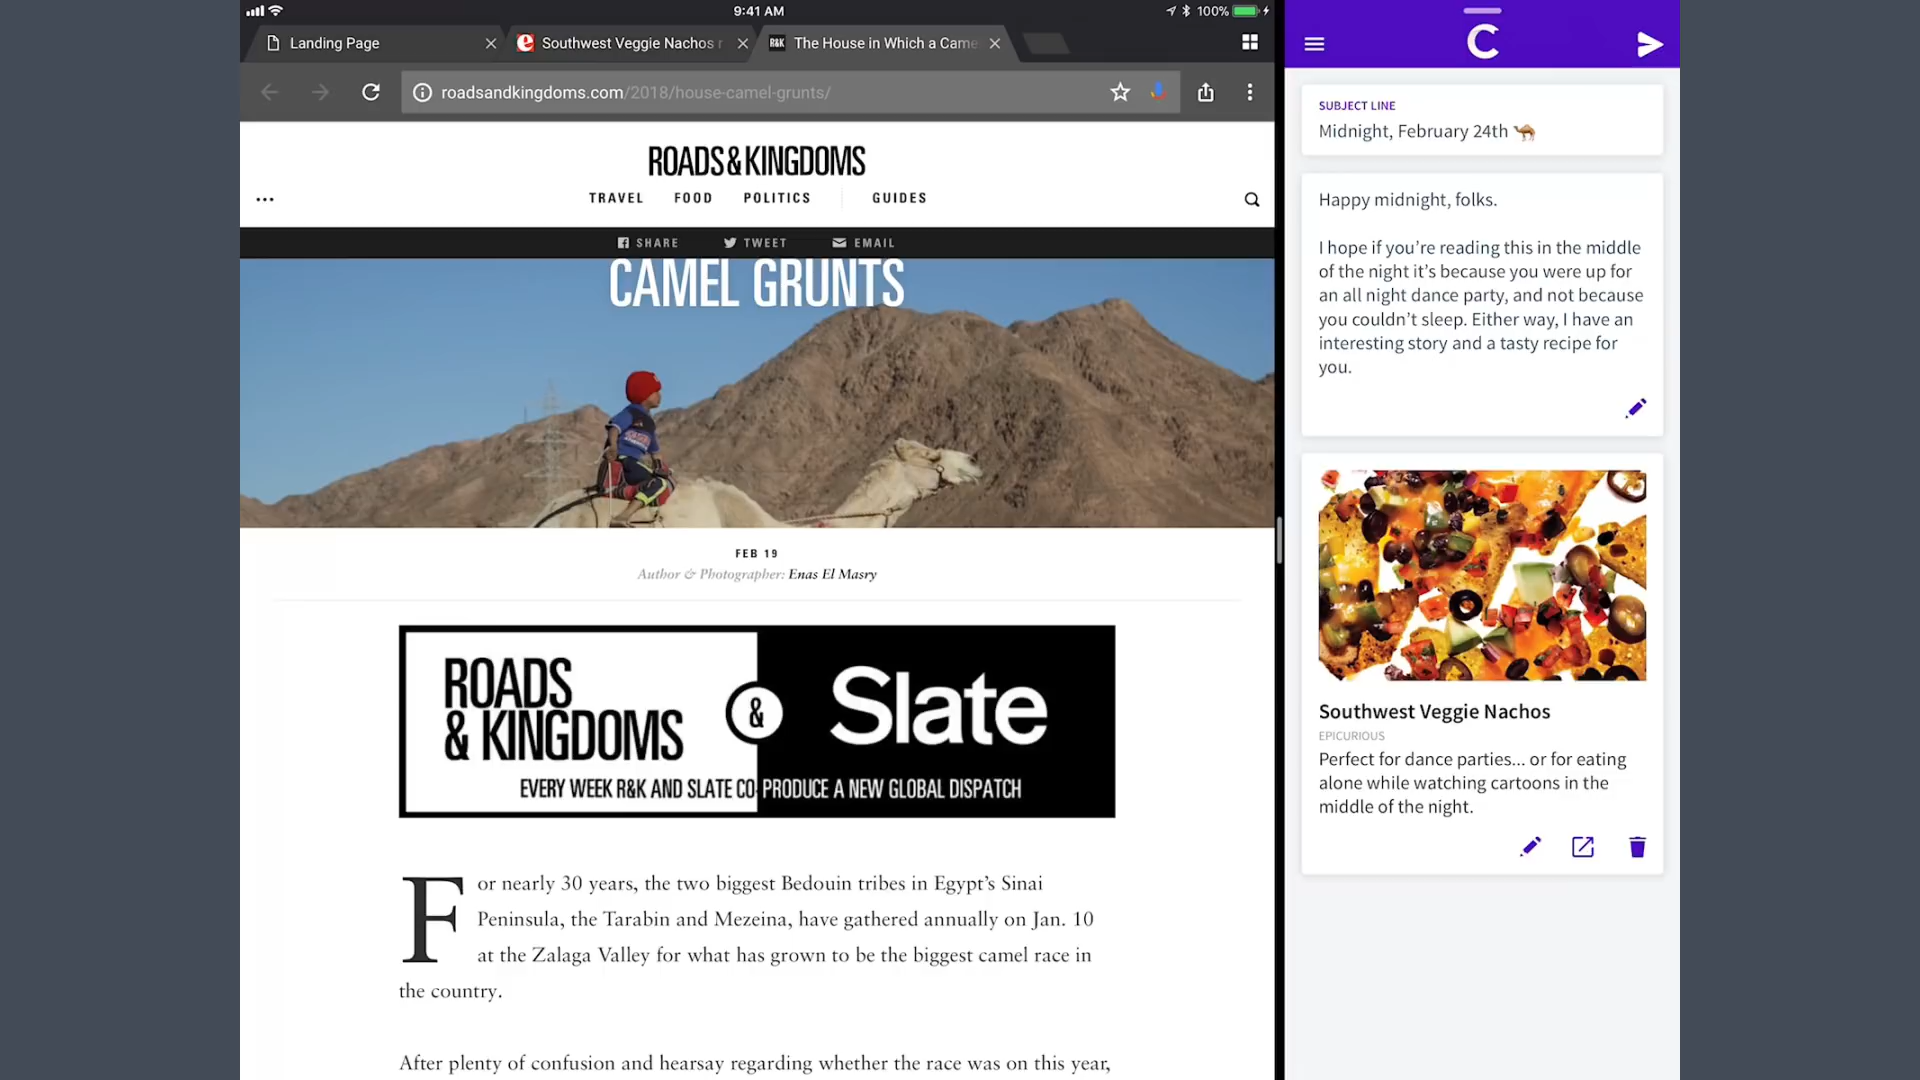 9:41 AM
100%
Landing Page
Southwest Veggie Nachos r
R&K The House in Which a Came
roadsandkingdoms.com/2018/house-camel-grunts/
ROADS&KINGDOMS
TRAVEL FOOD POLITICS GUIDES
SHARE TWEET EMAIL
CAMEL GRUNTS
FEB 19
Author & Photographer: Enas El Masry
ROADS
& KINGDOMS
&
Slate
EVERY WEEK R&K AND SLATE CO-PRODUCE A NEW GLOBAL DISPATCH
For nearly 30 years, the two biggest Bedouin tribes in Egypt’s Sinai
Peninsula, the Tarabin and Mezeina, have gathered annually on Jan. 10
at the Zalaga Valley for what has grown to be the biggest camel race in
the country.
After plenty of confusion and hearsay regarding whether the race was on this year,
C
SUBJECT LINE
Midnight, February 24th 🐪
Happy midnight, folks.
I hope if you’re reading this in the middle
of the night it’s because you were up for
an all night dance party, and not because
you couldn’t sleep. Either way, I have an
interesting story and a tasty recipe for
you.
Southwest Veggie Nachos
EPICURIOUS
Perfect for dance parties... or for eating
alone while watching cartoons in the
middle of the night.